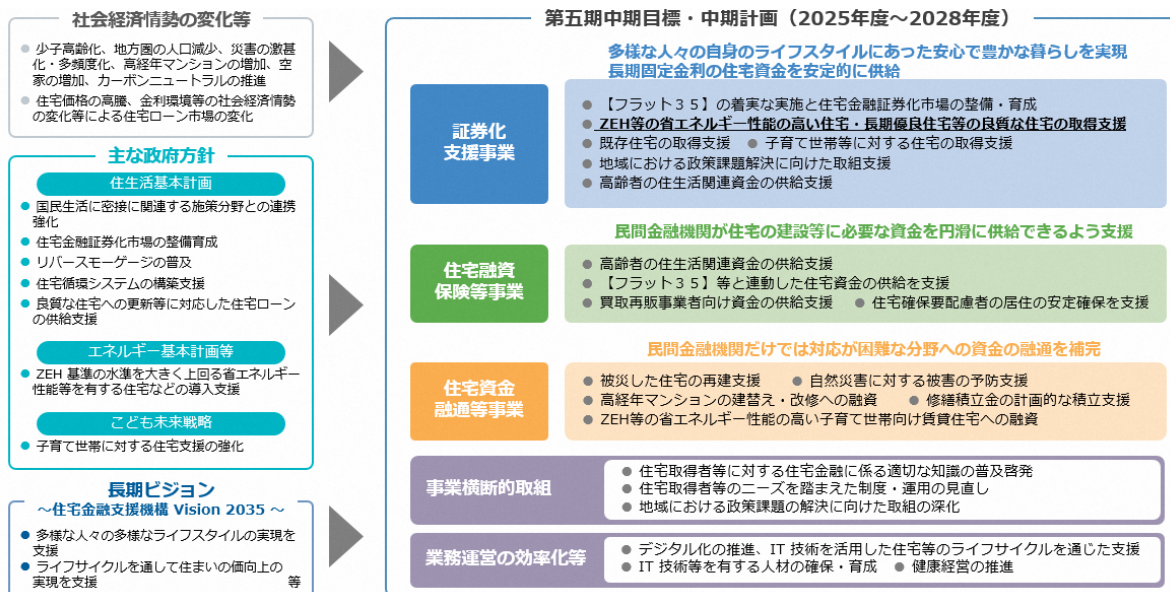 社会経済情勢の変化等
● 少子高齢化、地方圏の人口減少、災害の激甚
化・多頻度化、高経年マンションの増加、空
家の増加、カーボンニュートラルの推進
● 住宅価格の高騰、金利環境等の社会経済情勢
の変化等による住宅ローン市場の変化
主な政府方針
住生活基本計画
● 国民生活に密接に関連する施策分野との連携
強化
● 住宅金融証券化市場の整備育成
● リバースモーゲージの普及
● 住宅循環システムの構築支援
● 良質な住宅への更新等に対応した住宅ローン
の供給支援
エネルギー基本計画等
● ZEH 基準の水準を大きく上回る省エネルギー
性能等を有する住宅などの導入支援
こども未来戦略
● 子育て世帯に対する住宅支援の強化
長期ビジョン
～住宅金融支援機構 Vision 2035 ～
● 多様な人々の多様なライフスタイルの実現を
支援
● ライフサイクルを通して住まいの価向上の
実現を支援 等
第五期中期目標・中期計画（2025年度～2028年度）
多様な人々の自身のライフスタイルにあった安心で豊かな暮らしを実現
長期固定金利の住宅資金を安定的に供給
証券化
支援事業
● 【フラット３５】の着実な実施と住宅金融証券化市場の整備・育成
● ZEH等の省エネルギー性能の高い住宅・長期優良住宅等の良質な住宅の取得支援
● 既存住宅の取得支援 ● 子育て世帯等に対する住宅の取得支援
● 地域における政策課題解決に向けた取組支援
● 高齢者の住生活関連資金の供給支援
民間金融機関が住宅の建設等に必要な資金を円滑に供給できるよう支援
住宅融資
保険等事業
● 高齢者の住生活関連資金の供給支援
● 【フラット３５】等と連動した住宅資金の供給を支援
● 買取再販事業者向け資金の供給支援 ● 住宅確保要配慮者の居住の安定確保を支援
民間金融機関だけでは対応が困難な分野への資金の融通を補完
住宅資金
融通等事業
● 被災した住宅の再建支援 ● 自然災害に対する被害の予防支援
● 高経年マンションの建替え・改修への融資 ● 修繕積立金の計画的な積立支援
● ZEH等の省エネルギー性能の高い子育て世帯向け賃貸住宅への融資
事業横断的取組
● 住宅取得者等に対する住宅金融に係る適切な知識の普及啓発
● 住宅取得者等のニーズを踏まえた制度・運用の見直し
● 地域における政策課題の解決に向けた取組の深化
業務運営の効率化等
● デジタル化の推進、IT 技術を活用した住宅等のライフサイクルを通じた支援
● IT 技術等を有する人材の確保・育成 ● 健康経営の推進